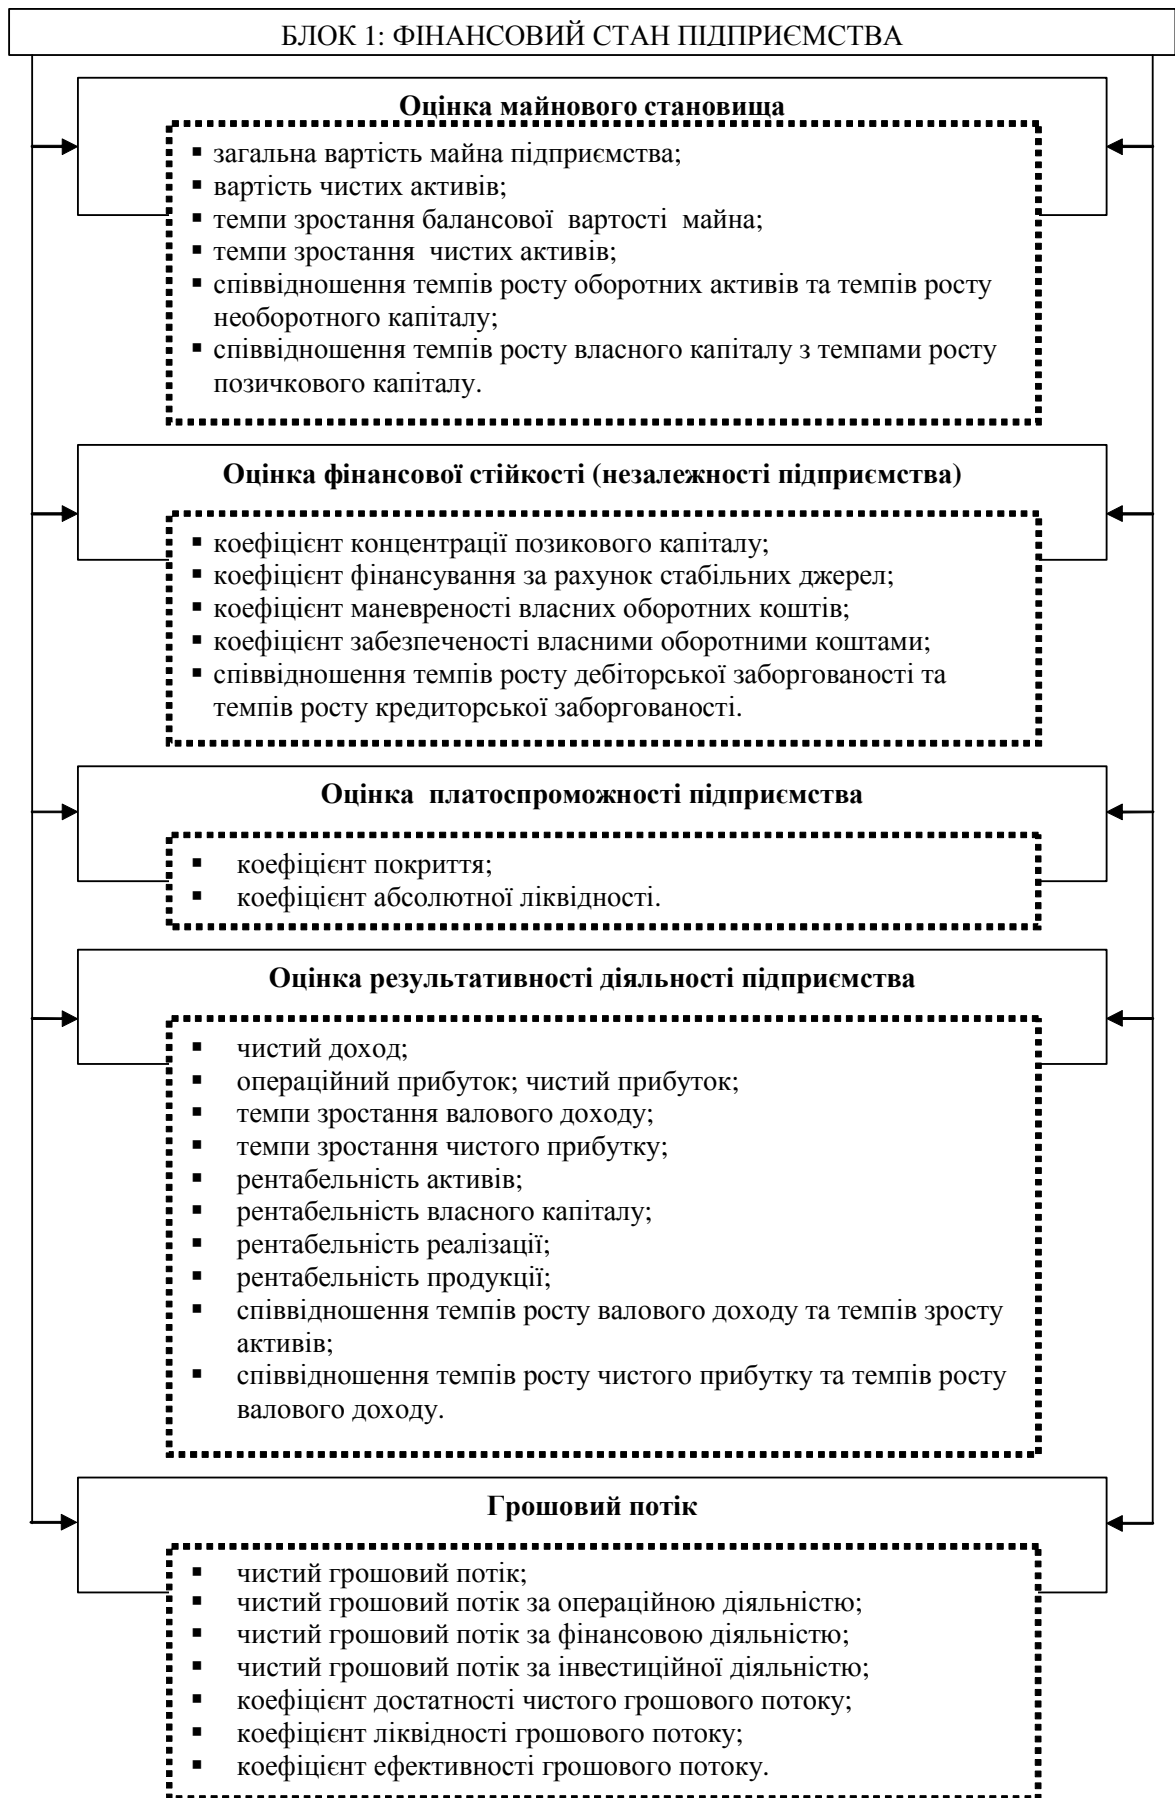 БЛОК 1: ФІНАНСОВИЙ СТАН ПІДПРИЄМСТВА
Оцінка майнового становища
▪ загальна вартість майна підприємства;
▪ вартість чистих активів;
▪ темпи зростання балансової вартості майна;
▪ темпи зростання чистих активів;
▪ співвідношення темпів росту оборотних активів та темпів росту
необоротного капіталу;
▪ співвідношення темпів росту власного капіталу з темпами росту
позичкового капіталу.
Оцінка фінансової стійкості (незалежності підприємства)
▪ коефіцієнт концентрації позикового капіталу;
▪ коефіцієнт фінансування за рахунок стабільних джерел;
▪ коефіцієнт маневреності власних оборотних коштів;
▪ коефіцієнт забезпеченості власними оборотними коштами;
▪ співвідношення темпів росту дебіторської заборгованості та
темпів росту кредиторської заборгованості.
Оцінка платоспроможності підприємства
▪ коефіцієнт покриття;
▪ коефіцієнт абсолютної ліквідності.
Оцінка результативності діяльності підприємства
▪ чистий доход;
▪ операційний прибуток; чистий прибуток;
▪ темпи зростання валового доходу;
▪ темпи зростання чистого прибутку;
▪ рентабельність активів;
▪ рентабельність власного капіталу;
▪ рентабельність реалізації;
▪ рентабельність продукції;
▪ співвідношення темпів росту валового доходу та темпів зросту
активів;
▪ співвідношення темпів росту чистого прибутку та темпів росту
валового доходу.
Грошовий потік
▪ чистий грошовий потік;
▪ чистий грошовий потік за операційною діяльністю;
▪ чистий грошовий потік за фінансовою діяльністю;
▪ чистий грошовий потік за інвестиційної діяльністю;
▪ коефіцієнт достатності чистого грошового потоку;
▪ коефіцієнт ліквідності грошового потоку;
▪ коефіцієнт ефективності грошового потоку.